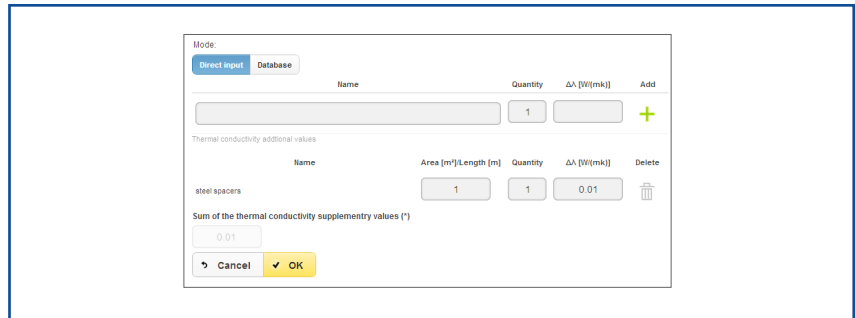 Mode:
Direct input Database
Name Quantity ΔΛ [W/(mk)] Add
1
Thermal conductivity addtional values
Name Area [m²]/Length [m] Quantity ΔΛ [W/(mk)] Delete
steel spacers 1 1 0.01
Sum of the thermal conductivity supplementry values (*)
0.01
Cancel OK